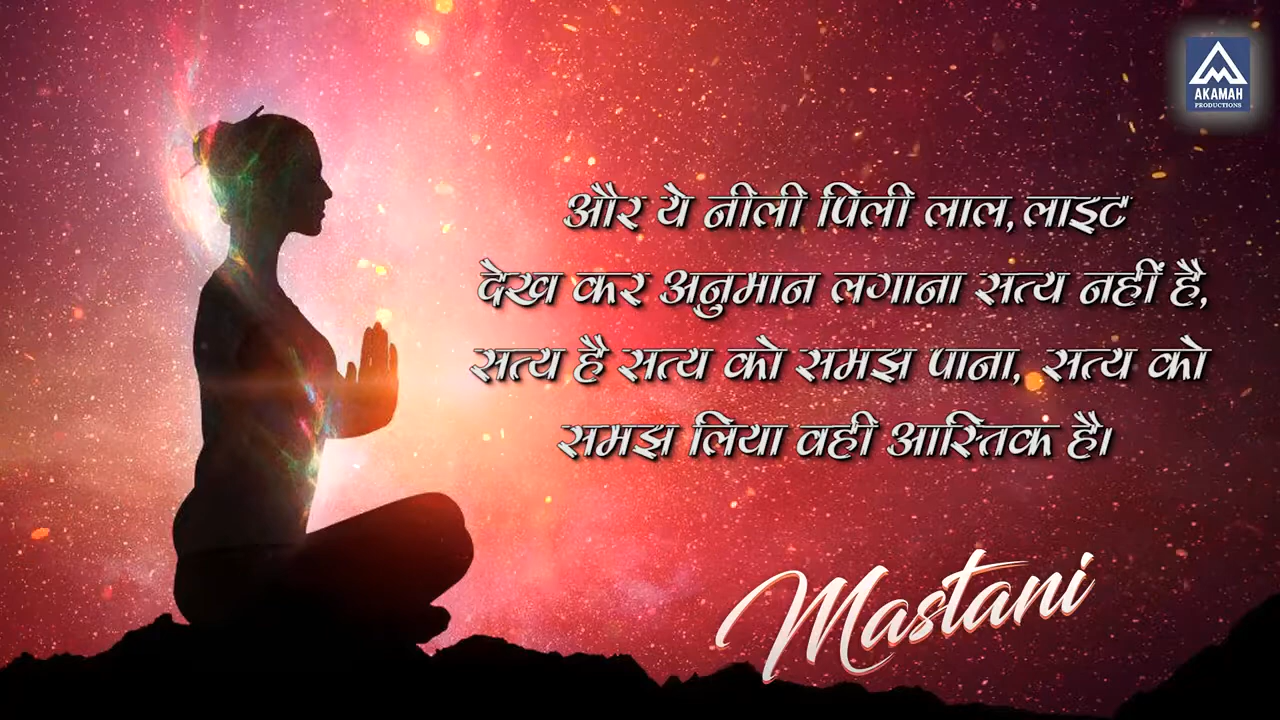 AKAMAH
PRODUCTIONS
और ये नीली पिली लाल,लाइट
देख कर अनुमान लगाना सत्य नहीं है,
सत्य है सत्य को समझ पाना, सत्य को
समझ लिया वही आस्तिक है।
Mastani